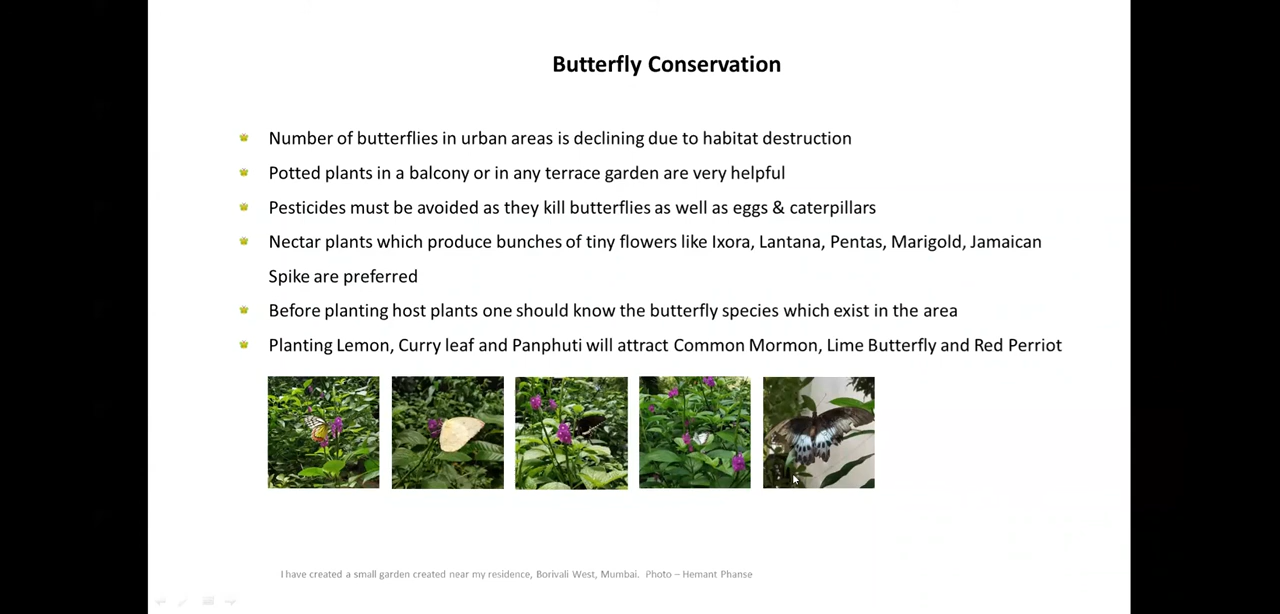 Butterfly Conservation
Number of butterflies in urban areas is declining due to habitat destruction
Potted plants in a balcony or in any terrace garden are very helpful
Pesticides must be avoided as they kill butterflies as well as eggs & caterpillars
Nectar plants which produce bunches of tiny flowers like Ixora, Lantana, Pentas, Marigold, Jamaican
Spike are preferred
Before planting host plants one should know the butterfly species which exist in the area
Planting Lemon, Curry leaf and Panphuti will attract Common Mormon, Lime Butterfly and Red Perriot
I have created a small garden created near my residence, Borivali West, Mumbai. Photo – Hemant Phanse